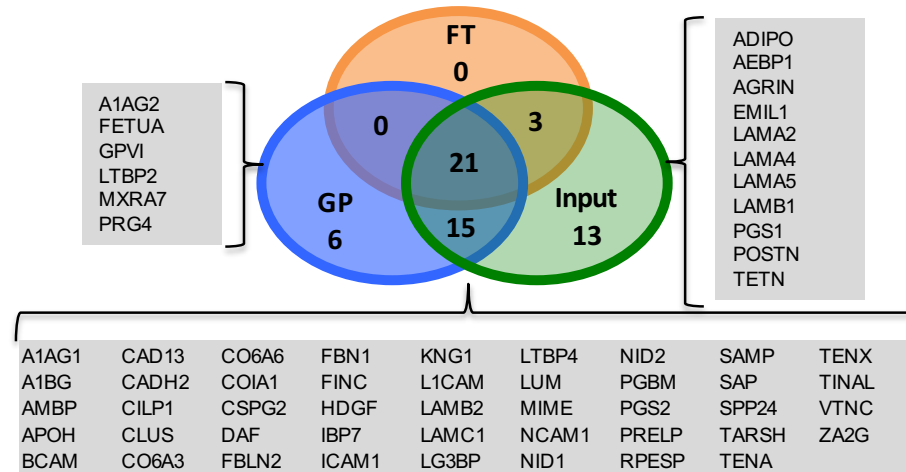 FT
0
0
3
21
GP
6
15
Input
13
A1AG2
FETUA
GPVI
LTBP2
MXRA7
PRG4
ADIPO
AEBP1
AGRIN
EMIL1
LAMA2
LAMA4
LAMA5
LAMB1
PGS1
POSTN
TETN
A1AG1 CAD13 CO6A6 FBN1 KNG1 LTBP4 NID2 SAMP TENX
A1BG CADH2 COIA1 FINC L1CAM LUM PGBM SAP TINAL
AMBP CILP1 CSPG2 HDGF LAMB2 MIME PGS2 SPP24 VTNC
APOH CLUS DAF IBP7 LAMC1 NCAM1 PRELP TARSH ZA2G
BCAM CO6A3 FBLN2 ICAM1 LG3BP NID1 RPESP TENA